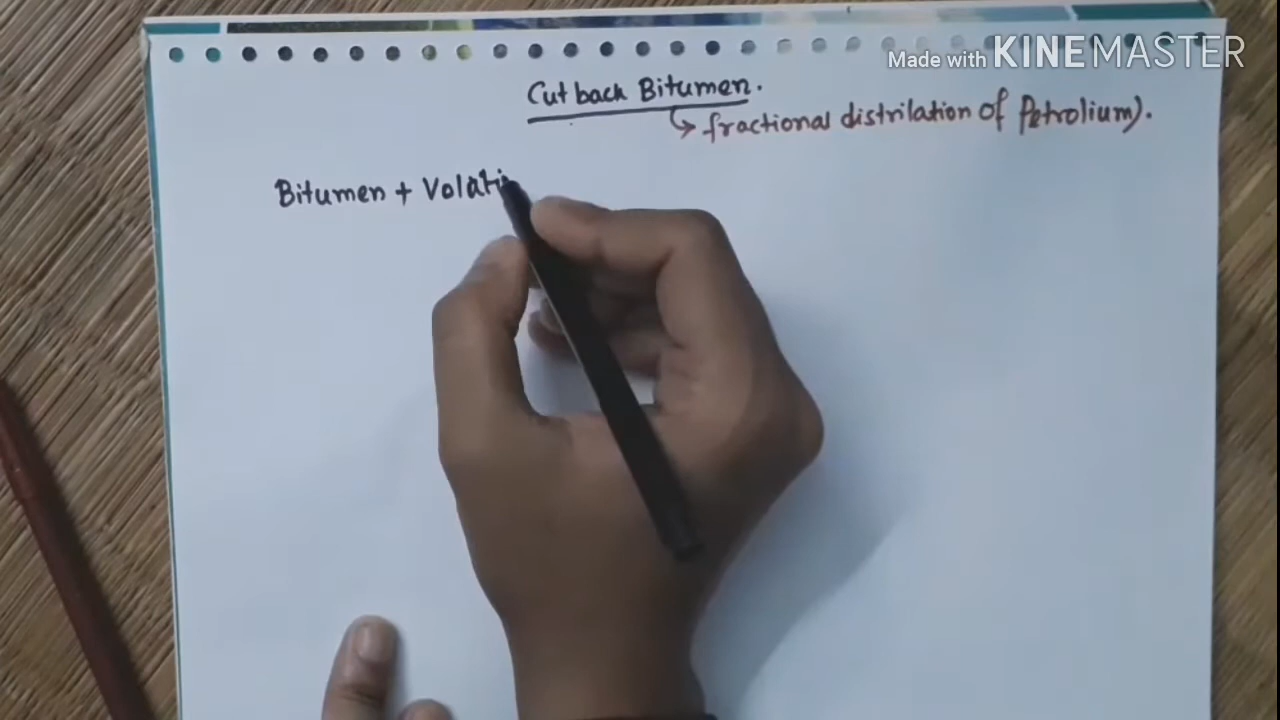 Made with KINEMASTER
Cut back Bitumen.
↳ fractional distrilation of Petrolium).
Bitumen + Volati